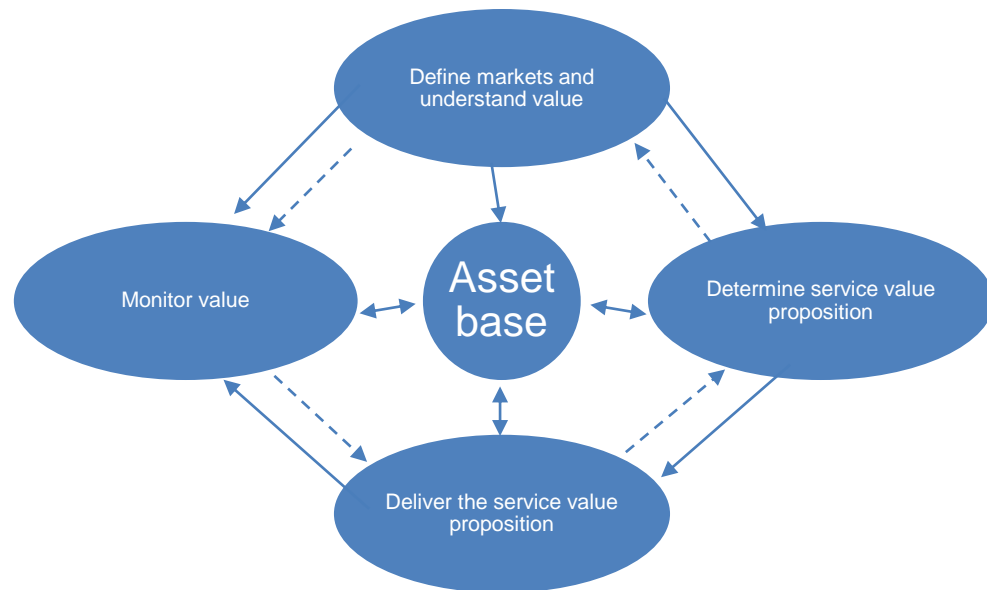 Define markets and
understand value
Monitor value
Asset
base
Determine service value
proposition
Deliver the service value
proposition